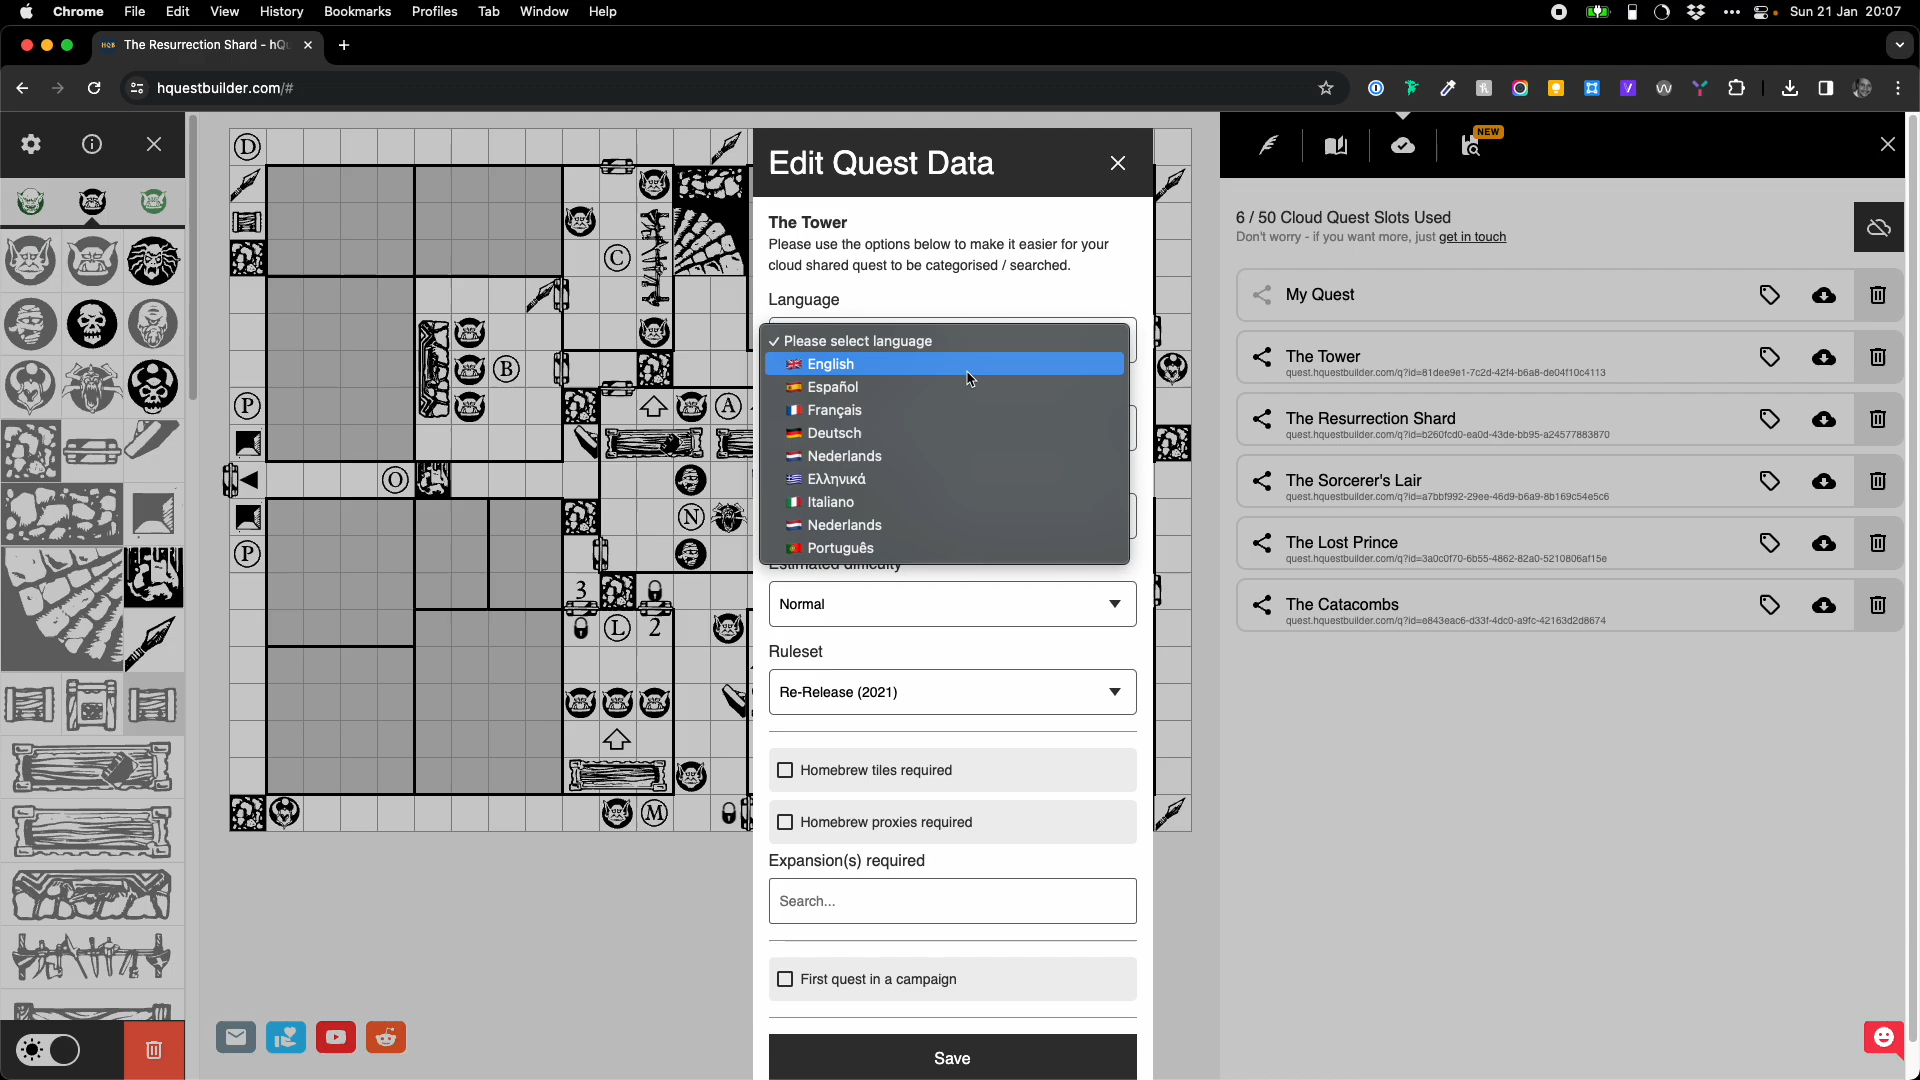 Chrome File Edit View History Bookmarks Profiles Tab Window Help
Sun 21 Jan 20:07
The Resurrection Shard - hQ
hquestbuilder.com/#
NEW
Edit Quest Data
The Tower
Please use the options below to make it easier for your
cloud shared quest to be categorised / searched.
Language
✓ Please select language
English
Español
Français
Deutsch
Nederlands
Ελληνικά
Italiano
Nederlands
Português
Estimated difficulty
Normal
Ruleset
Re-Release (2021)
Homebrew tiles required
Homebrew proxies required
Expansion(s) required
Search...
First quest in a campaign
Save
6 / 50 Cloud Quest Slots Used
Don't worry - if you want more, just get in touch
My Quest
The Tower
quest.hquestbuilder.com/q?id=81dee9e1-7c2d-42f4-b6a8-de04f10c4113
The Resurrection Shard
quest.hquestbuilder.com/q?id=b260fcd0-ea0d-43de-bb95-a24577883870
The Sorcerer's Lair
quest.hquestbuilder.com/q?id=a7bbf992-29ee-46d9-b6a9-8b169c54e5c6
The Lost Prince
quest.hquestbuilder.com/q?id=3a0c0f70-6b55-4862-82a0-5210806af15e
The Catacombs
quest.hquestbuilder.com/q?id=e843eac6-d33f-4dc0-a9fc-42163d2d8674
D
C
B
P
A
O
N
P
3
L 2
M